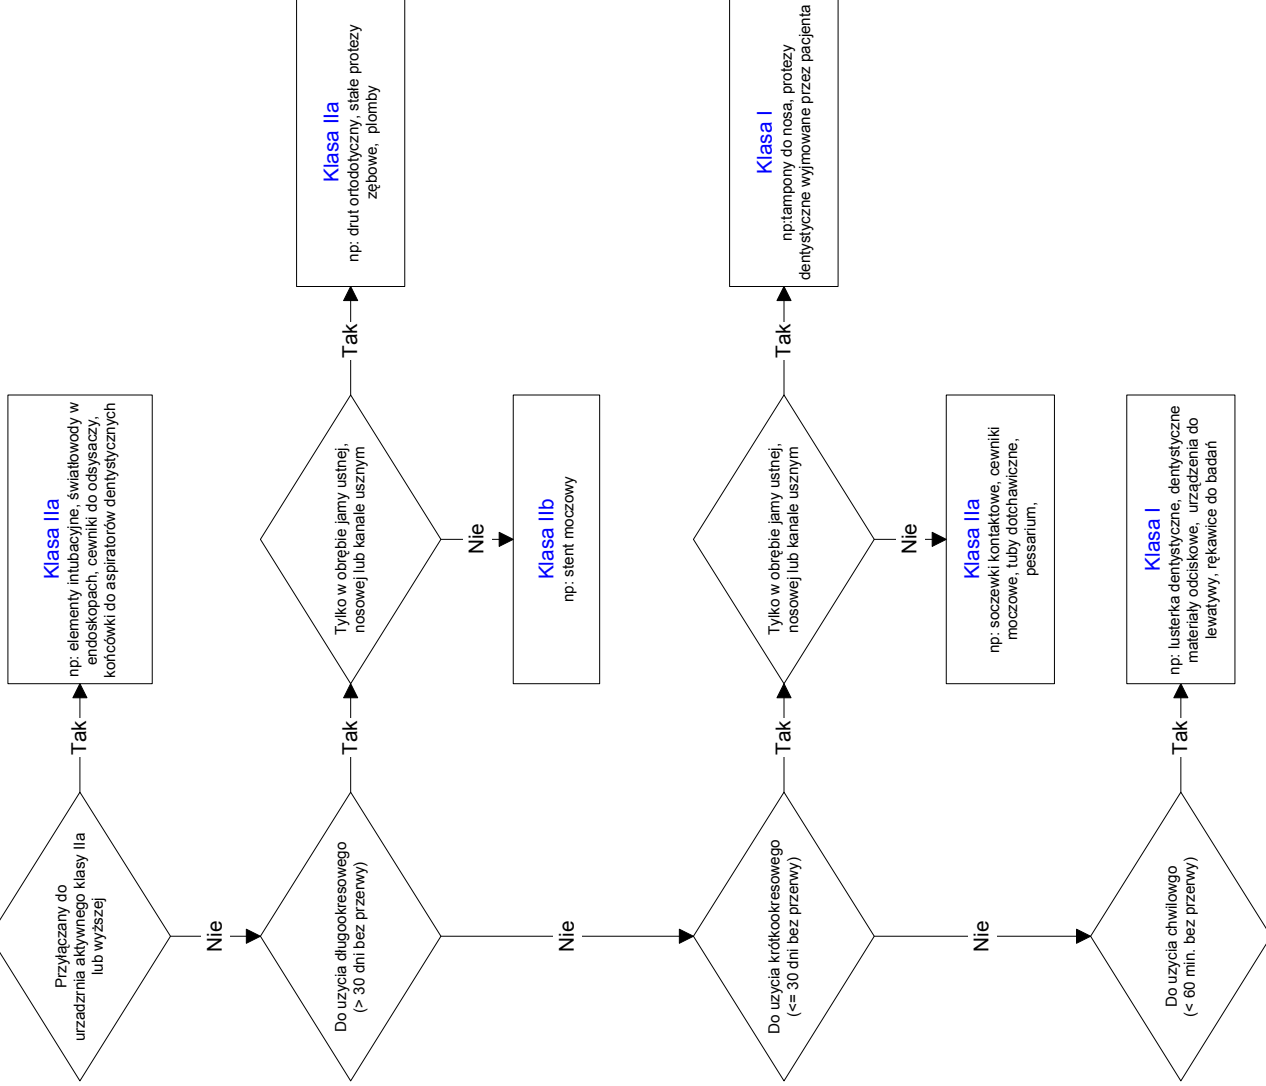 Przyłączany do
urzadzrnia aktywnego klasy IIa
lub wyższej
Tak
Klasa IIa
np: elementy intubacyjne, światłowody w
endoskopach, cewniki do odsysaczy,
końcówki do aspiratorów dentystycznych
Nie
Do uzycia długookresowego
(> 30 dni bez przerwy)
Tak
Tylko w obrębie jamy ustnej,
nosowej lub kanale usznym
Tak
Klasa IIa
np: drut ortodotyczny, stałe protezy
zębowe, plomby
Nie
Klasa IIb
np: stent moczowy
Nie
Do uzycia krótkookresowego
(<= 30 dni bez przerwy)
Tak
Tylko w obrębie jamy ustnej,
nosowej lub kanale usznym
Tak
Klasa I
np:tampony do nosa, protezy
dentystyczne wyjmowane przez pacjenta
Nie
Klasa IIa
np: soczewki kontaktowe, cewniki
moczowe, tuby dotchawiczne,
pessarium,
Nie
Do uzycia chwilowgo
(< 60 min. bez przerwy)
Tak
Klasa I
np: lusterka dentystyczne, dentystyczne
materiały odciskowe, urządzenia do
lewatywy, rękawice do badań